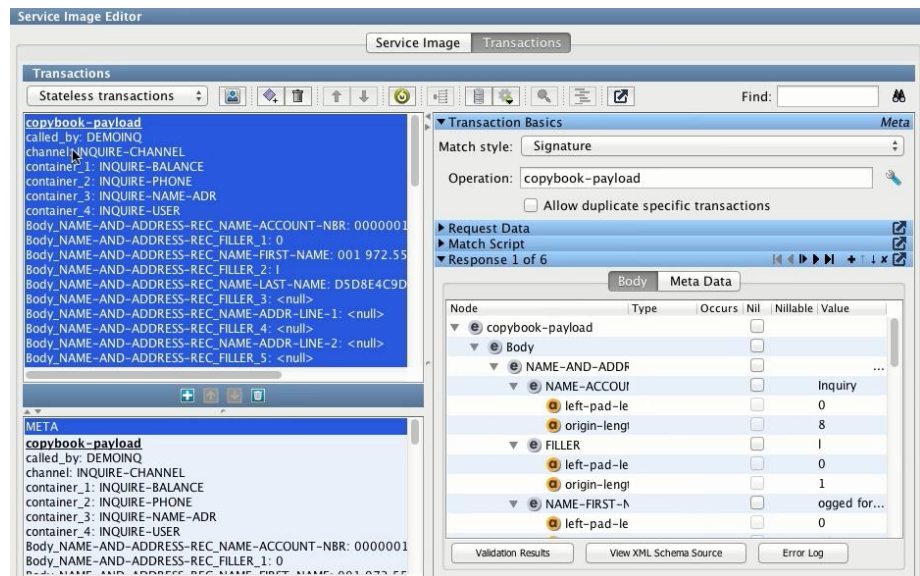 Service Image Editor
Service Image Transactions
Transactions
Stateless transactions
Find:
copybook-payload
called_by: DEMOINQ
channel: INQUIRE-CHANNEL
container_1: INQUIRE-BALANCE
container_2: INQUIRE-PHONE
container_3: INQUIRE-NAME-ADR
container_4: INQUIRE-USER
Body_NAME-AND-ADDRESS-REC_NAME-ACCOUNT-NBR: 0000001
Body_NAME-AND-ADDRESS-REC_FILLER_1: 0
Body_NAME-AND-ADDRESS-REC_NAME-FIRST-NAME: 001 972.55
Body_NAME-AND-ADDRESS-REC_FILLER_2: I
Body_NAME-AND-ADDRESS-REC_NAME-LAST-NAME: D5D8E4C9D
Body_NAME-AND-ADDRESS-REC_FILLER_3: <null>
Body_NAME-AND-ADDRESS-REC_NAME-ADDR-LINE-1: <null>
Body_NAME-AND-ADDRESS-REC_FILLER_4: <null>
Body_NAME-AND-ADDRESS-REC_NAME-ADDR-LINE-2: <null>
Body_NAME-AND-ADDRESS-REC_FILLER_5: <null>
META
copybook-payload
called_by: DEMOINQ
channel: INQUIRE-CHANNEL
container_1: INQUIRE-BALANCE
container_2: INQUIRE-PHONE
container_3: INQUIRE-NAME-ADR
container_4: INQUIRE-USER
Body_NAME-AND-ADDRESS-REC_NAME-ACCOUNT-NBR: 0000001
Body_NAME-AND-ADDRESS-REC_FILLER_1: 0
Transaction Basics Meta
Match style: Signature
Operation: copybook-payload
Allow duplicate specific transactions
Request Data
Match Script
Response 1 of 6
Body Meta Data
Node Type Occurs Nil Nillable Value
copybook-payload
Body
NAME-AND-ADDR ...
NAME-ACCOUN Inquiry
left-pad-le 0
origin-lengt 8
FILLER I
left-pad-le 0
origin-lengt 1
NAME-FIRST-N ogged for...
left-pad-le 0
Validation Results View XML Schema Source Error Log